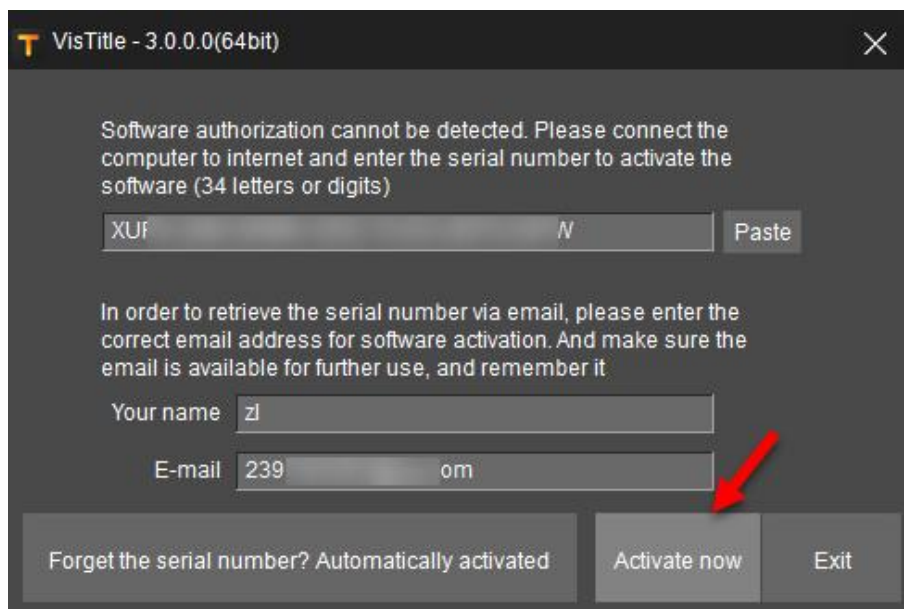 VisTitle - 3.0.0.0(64bit)
Software authorization cannot be detected. Please connect the
computer to internet and enter the serial number to activate the
software (34 letters or digits)
Paste
In order to retrieve the serial number via email, please enter the
correct email address for software activation. And make sure the
email is available for further use, and remember it
Your name zl
E-mail 239 om
Forget the serial number? Automatically activated Activate now Exit